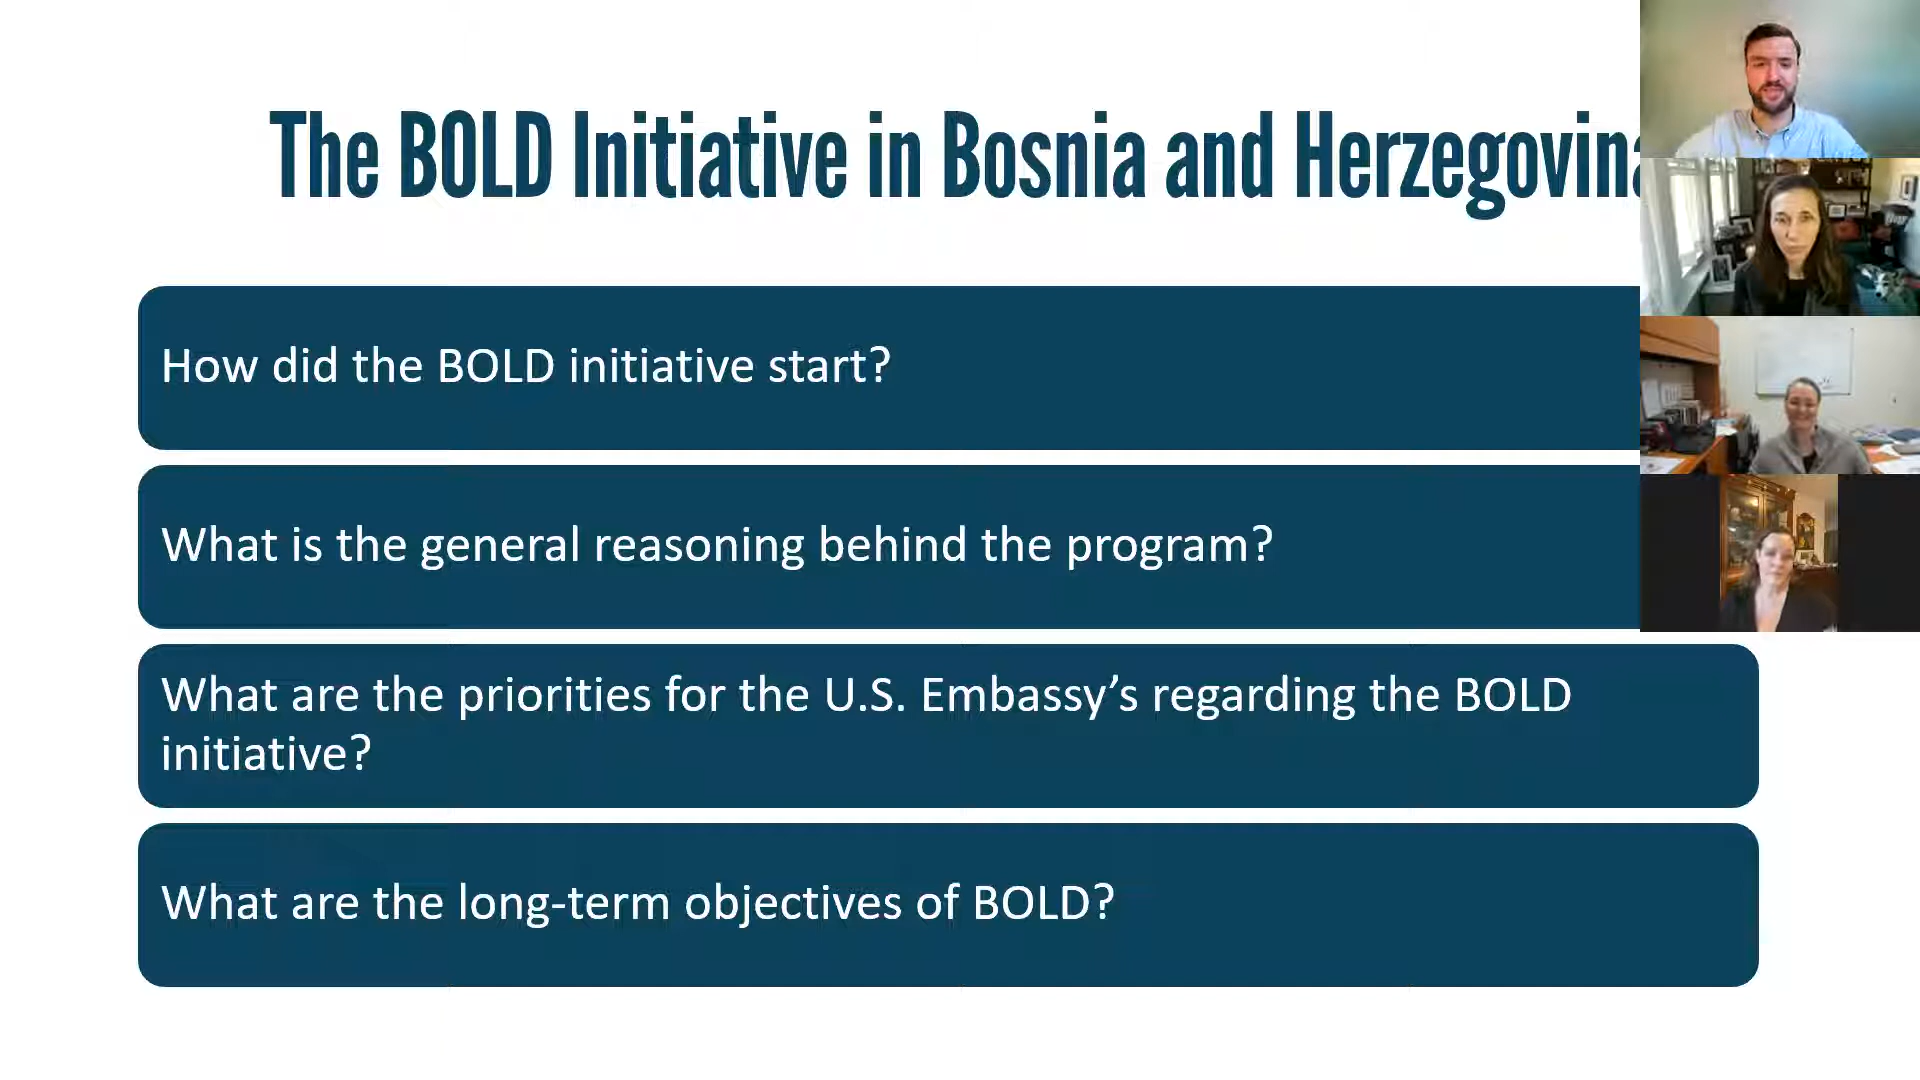 The BOLD Initiative in Bosnia and Herzegovina
How did the BOLD initiative start?
What is the general reasoning behind the program?
What are the priorities for the U.S. Embassy’s regarding the BOLD
initiative?
What are the long-term objectives of BOLD?